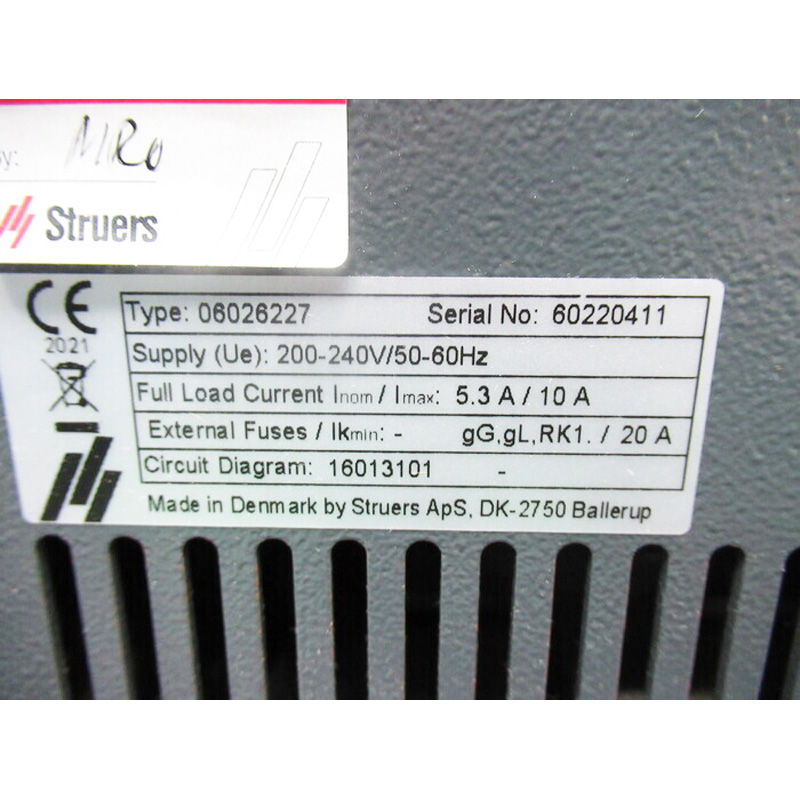 MRO
Struers
CE
2021
Type: 06026227 Serial No: 60220411
Supply (Ue): 200-240V/50-60Hz
Full Load Current Inom / Imax: 5.3 A / 10 A
External Fuses / Ikmin: - gG,gL,RK1. / 20 A
Circuit Diagram: 16013101 -
Made in Denmark by Struers ApS, DK-2750 Ballerup